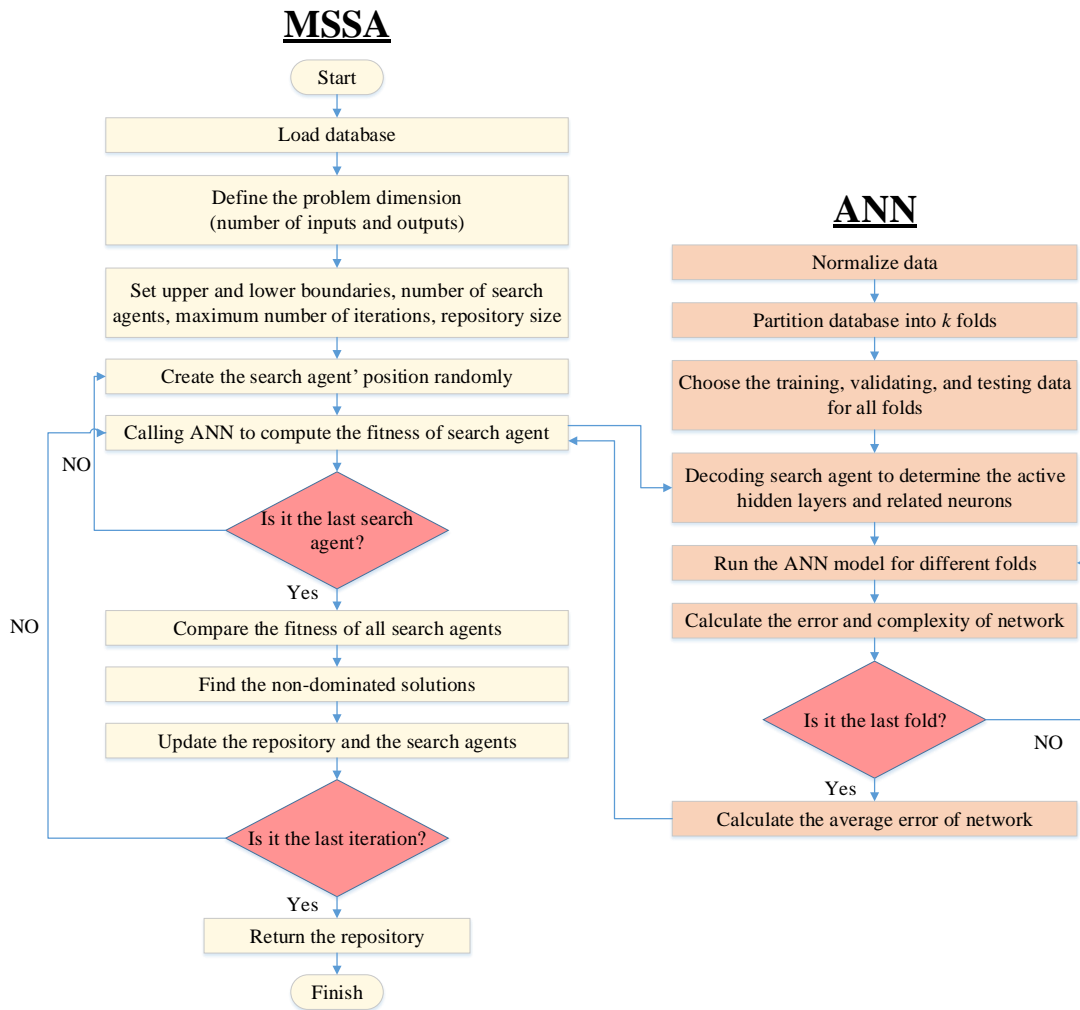 MSSA
Start
Load database
Define the problem dimension
(number of inputs and outputs)
Set upper and lower boundaries, number of search
agents, maximum number of iterations, repository size
Create the search agent’ position randomly
Calling ANN to compute the fitness of search agent
NO
Is it the last search
agent?
Yes
NO
Compare the fitness of all search agents
Find the non-dominated solutions
Update the repository and the search agents
Is it the last iteration?
Yes
Return the repository
Finish
ANN
Normalize data
Partition database into k folds
Choose the training, validating, and testing data
for all folds
Decoding search agent to determine the active
hidden layers and related neurons
Run the ANN model for different folds
Calculate the error and complexity of network
Is it the last fold?
NO
Yes
Calculate the average error of network